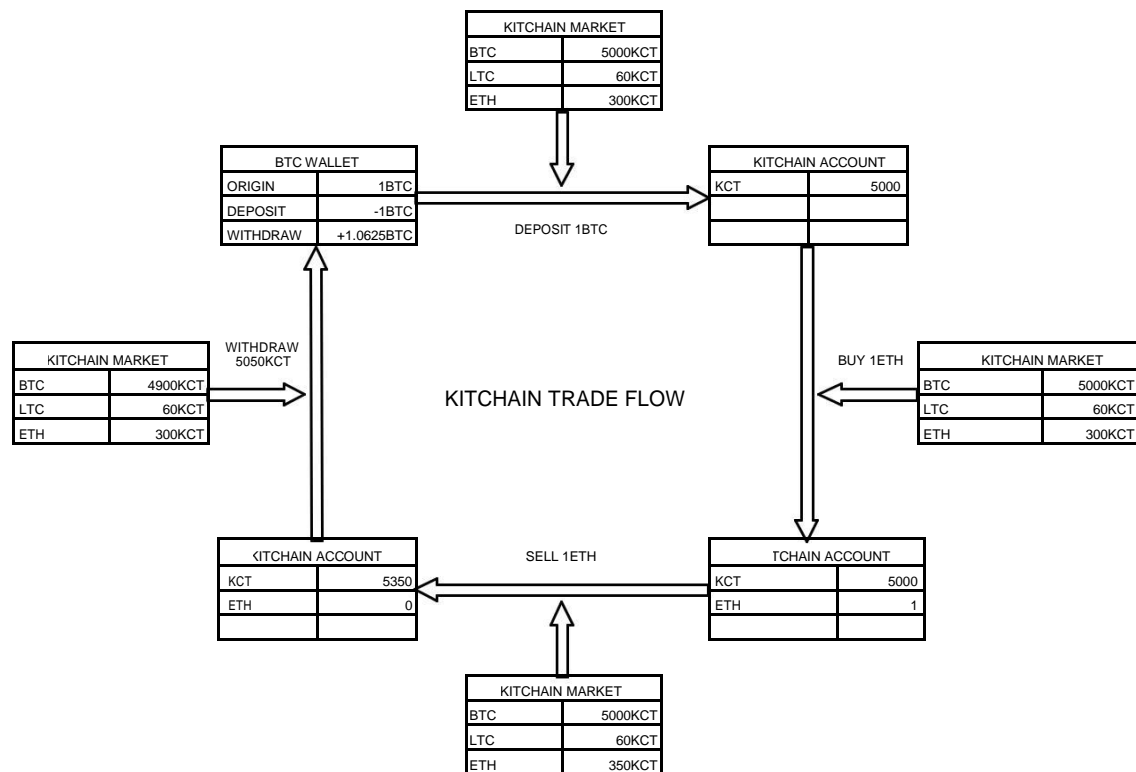 KITCHAIN MARKET
BTC 5000KCT
LTC 60KCT
ETH 300KCT
BTC WALLET
ORIGIN 1BTC
DEPOSIT -1BTC
WITHDRAW +1.0625BTC
DEPOSIT 1BTC
KITCHAIN ACCOUNT
KCT 5000
WITHDRAW
5050KCT
KITCHAIN MARKET
BTC 4900KCT
LTC 60KCT
ETH 300KCT
KITCHAIN TRADE FLOW
BUY 1ETH
KITCHAIN MARKET
BTC 5000KCT
LTC 60KCT
ETH 300KCT
KITCHAIN ACCOUNT
KCT 5350
ETH 0
SELL 1ETH
TCHAIN ACCOUNT
KCT 5000
ETH 1
KITCHAIN MARKET
BTC 5000KCT
LTC 60KCT
ETH 350KCT